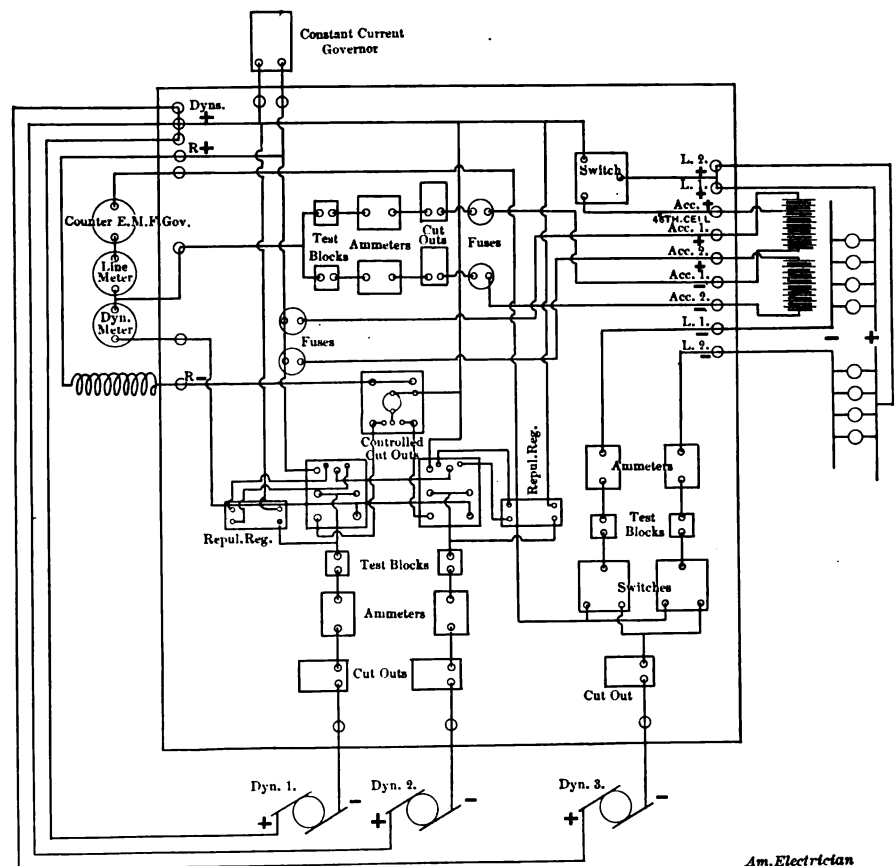 Constant Current
Governor
Dyns.
+
R+
Counter E.M.F.Gov.
Line
Meter
Dyn.
Meter
R-
Test
Blocks
Ammeters
Cut
Outs
Fuses
Fuses
Switch
L. 2.
+
L. 1.
+
Acc. +
48TH.CELL
Acc. 1.
+
Acc. 2.
+
Acc. 1.
-
Acc. 2.
-
L. 1.
-
L. 2.
-
- +
Controlled
Cut Outs
Repul.Reg.
Repul.Reg.
Ammeters
Test
Blocks
Switches
Cut Out
Test Blocks
Ammeters
Cut Outs
Dyn. 1.
+ -
Dyn. 2.
+ -
Dyn. 3.
+ -
Am.Electrician